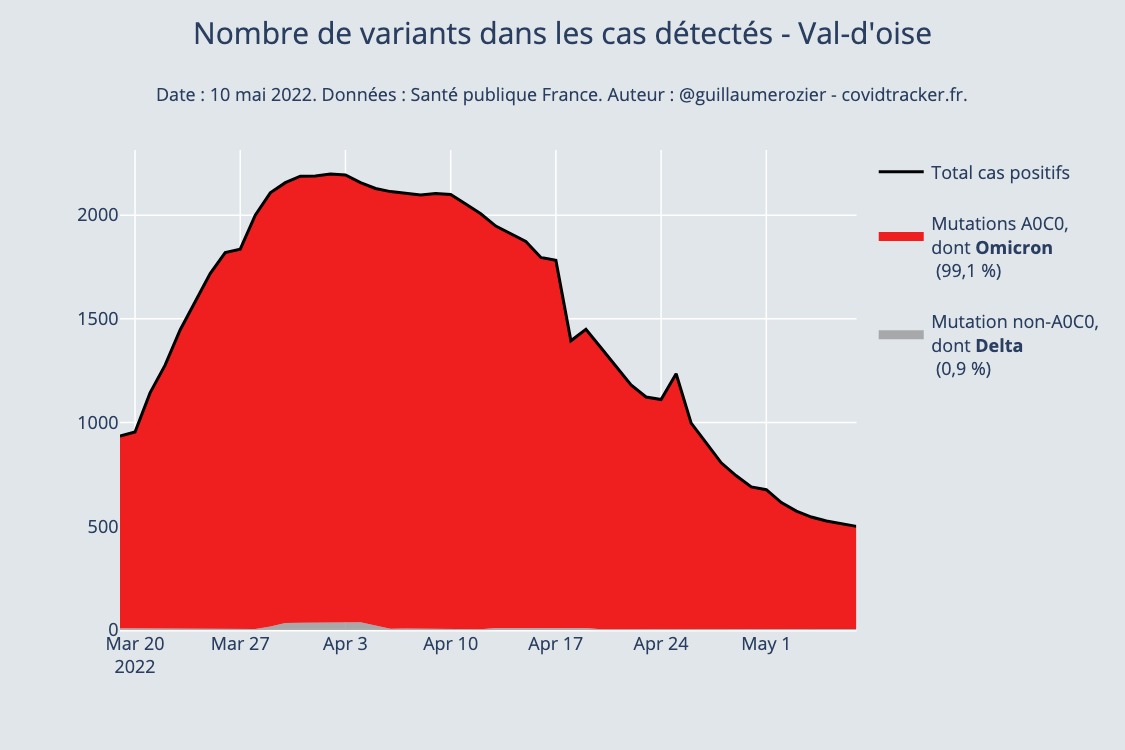 Nombre de variants dans les cas détectés - Val-d'oise
Date : 10 mai 2022. Données : Santé publique France. Auteur : @guillaumerozier - covidtracker.fr.
Total cas positifs
Mutations A0C0,
dont Omicron
(99,1 %)
Mutation non-A0C0,
dont Delta
(0,9 %)
2000
1500
1000
500
0
Mar 20
2022
Mar 27
Apr 3
Apr 10
Apr 17
Apr 24
May 1